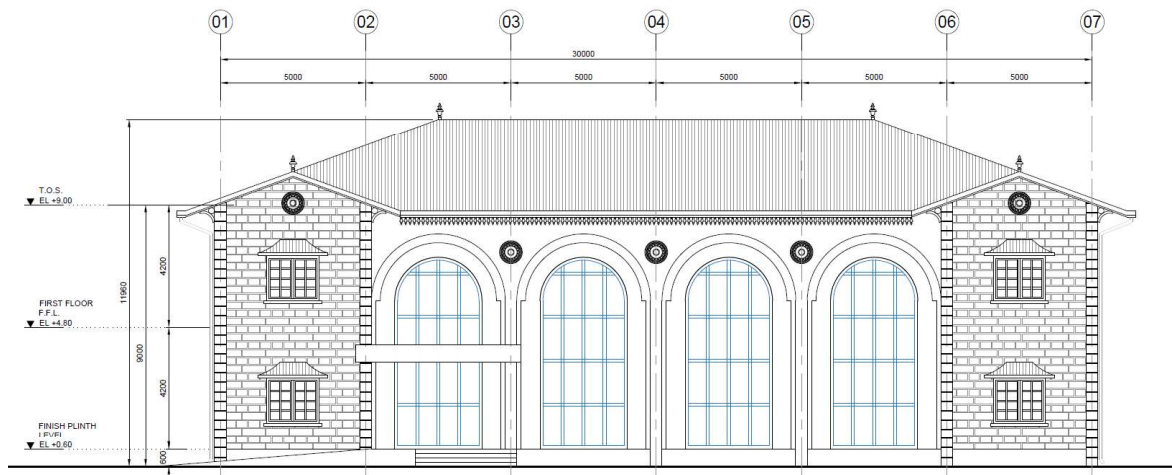 01 02 03 04 05 06 07
30000
5000 5000 5000 5000 5000 5000
T.O.S.
EL +9.00
4200
11960
FIRST FLOOR
F.F.L.
EL +4.80
9000
4200
FINISH PLINTH
LEVEL
EL +0.60
600